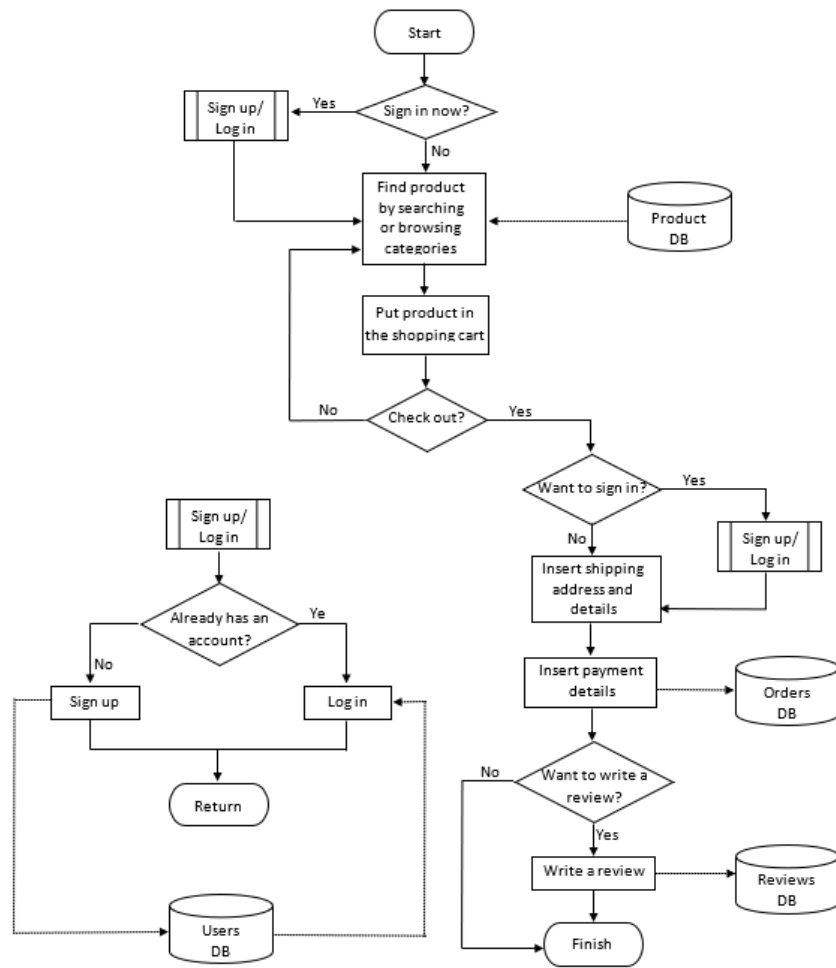 Start
Sign in now?
Yes
Sign up/
Log in
No
Find product
by searching
or browsing
categories
Product
DB
Put product in
the shopping cart
Check out?
No
Yes
Want to sign in?
Yes
No
Sign up/
Log in
Insert shipping
address and
details
Insert payment
details
Orders
DB
Want to write a
review?
No
Yes
Write a review
Reviews
DB
Finish
Sign up/
Log in
Already has an
account?
Ye
No
Sign up
Log in
Return
Users
DB